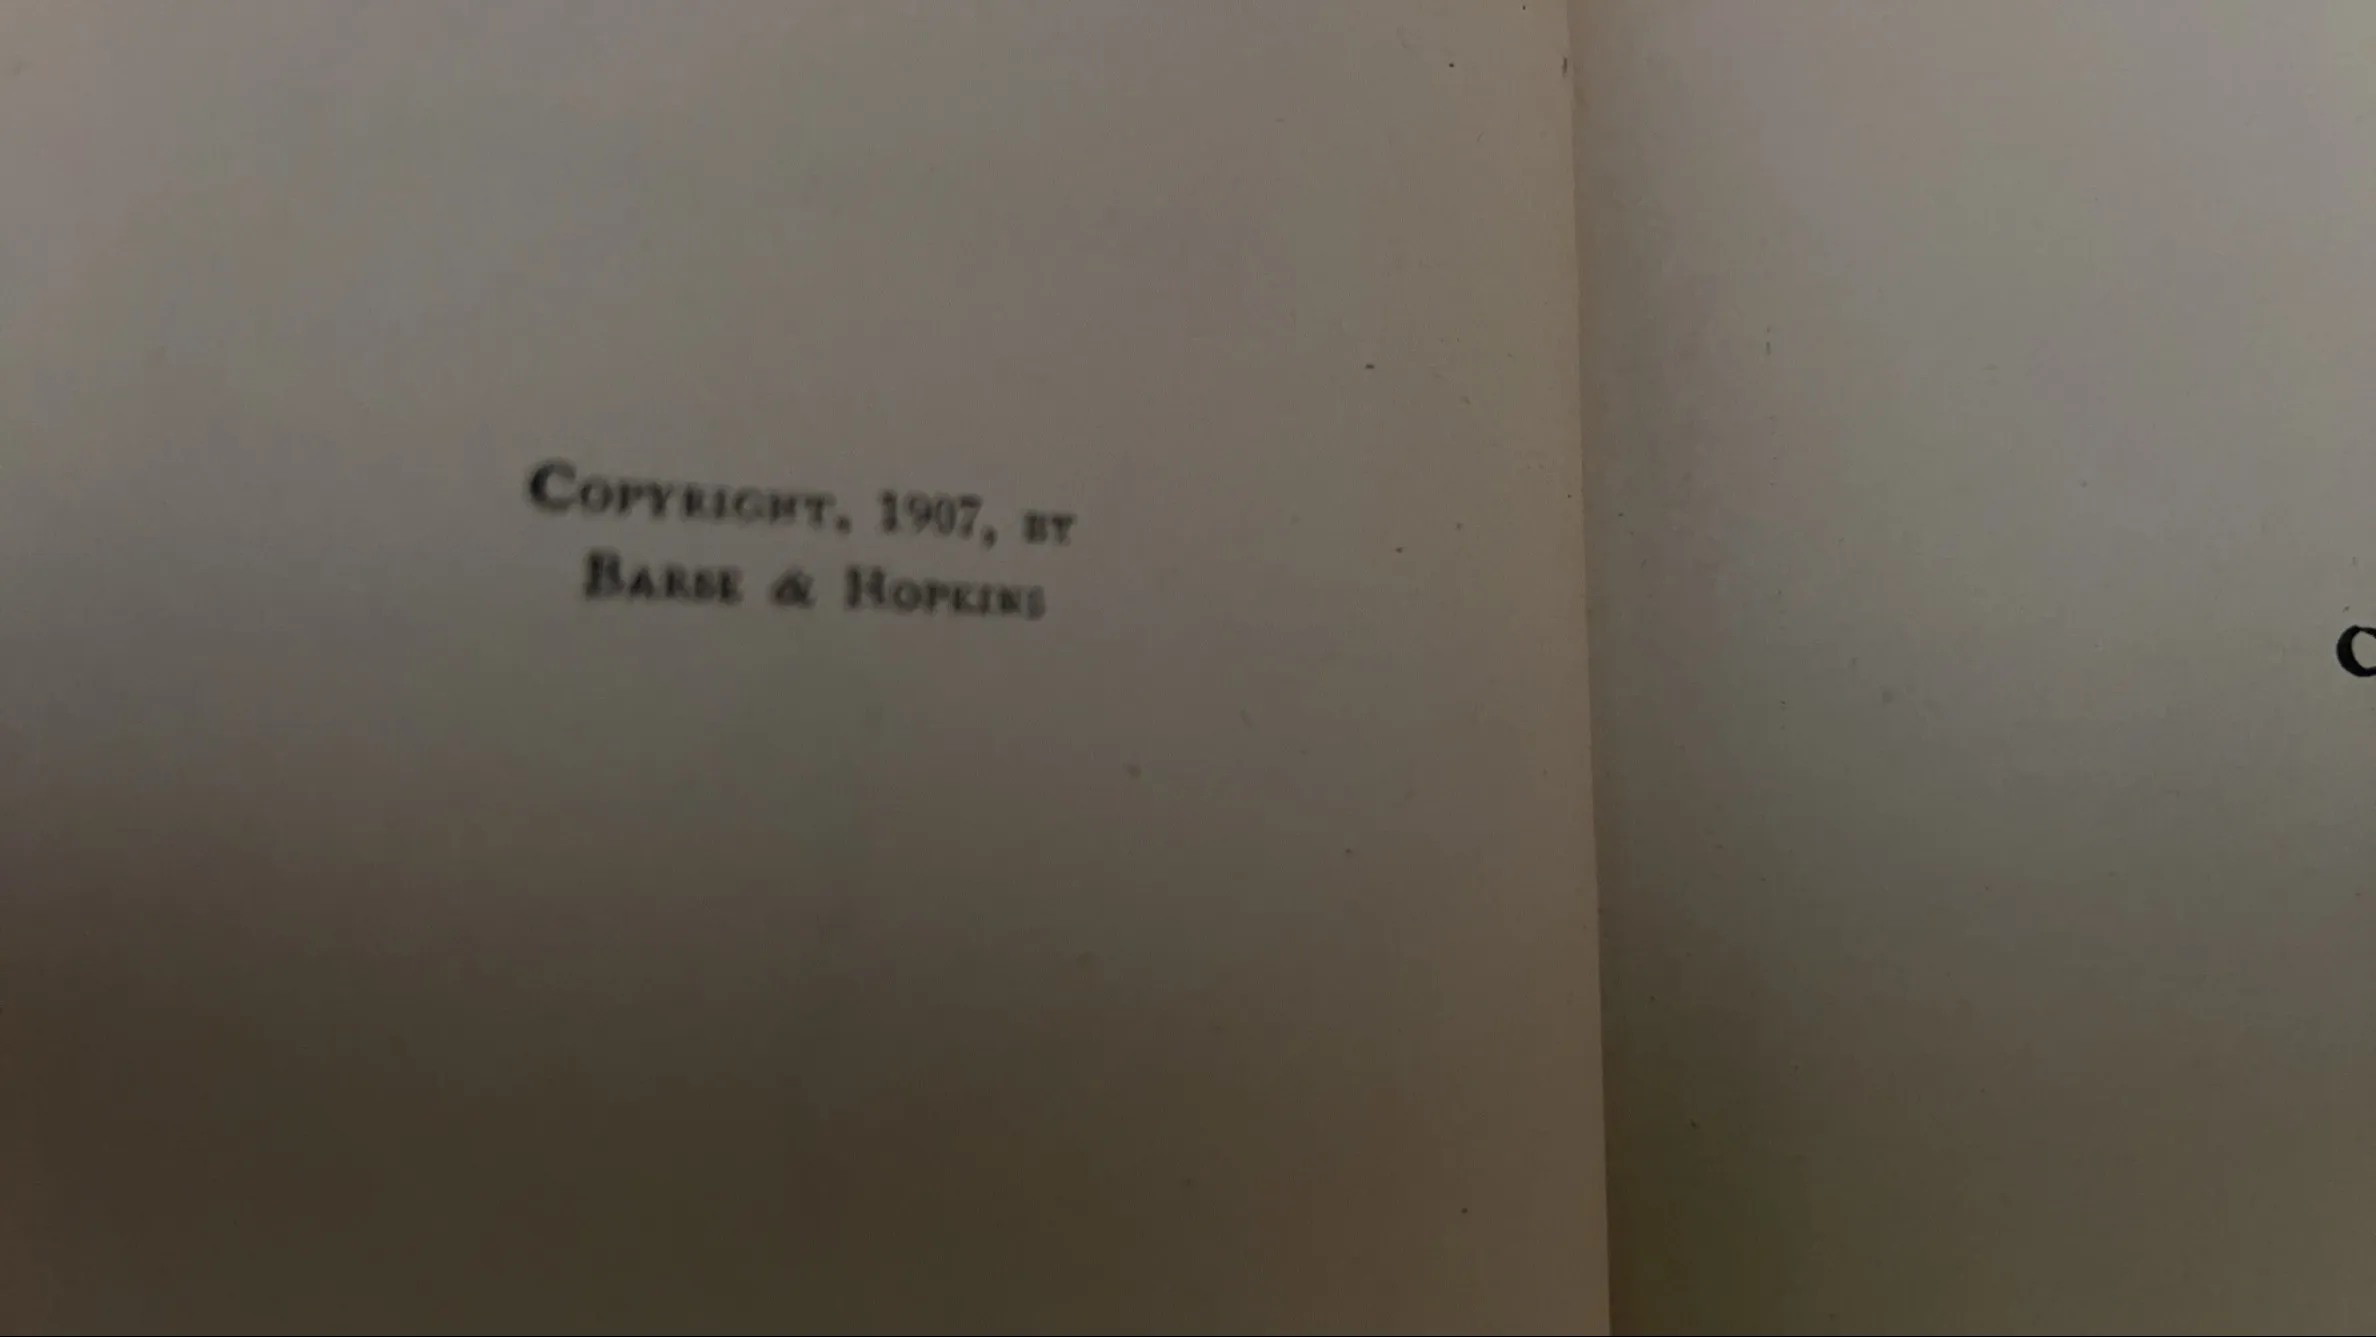 COPYRIGHT, 1907, BY
BARSE & HOPKINS
C